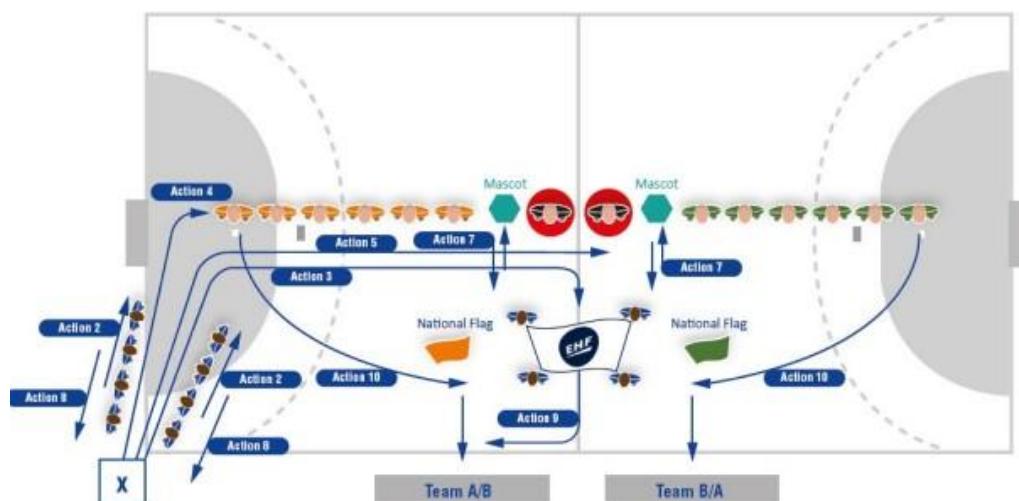 Mascot
Mascot
Action 4
Action 5
Action 7
Action 3
Action 7
National Flag
National Flag
EHF
Action 2
Action 2
Action 10
Action 10
Action 8
Action 9
Action 8
X
Team A/B
Team B/A